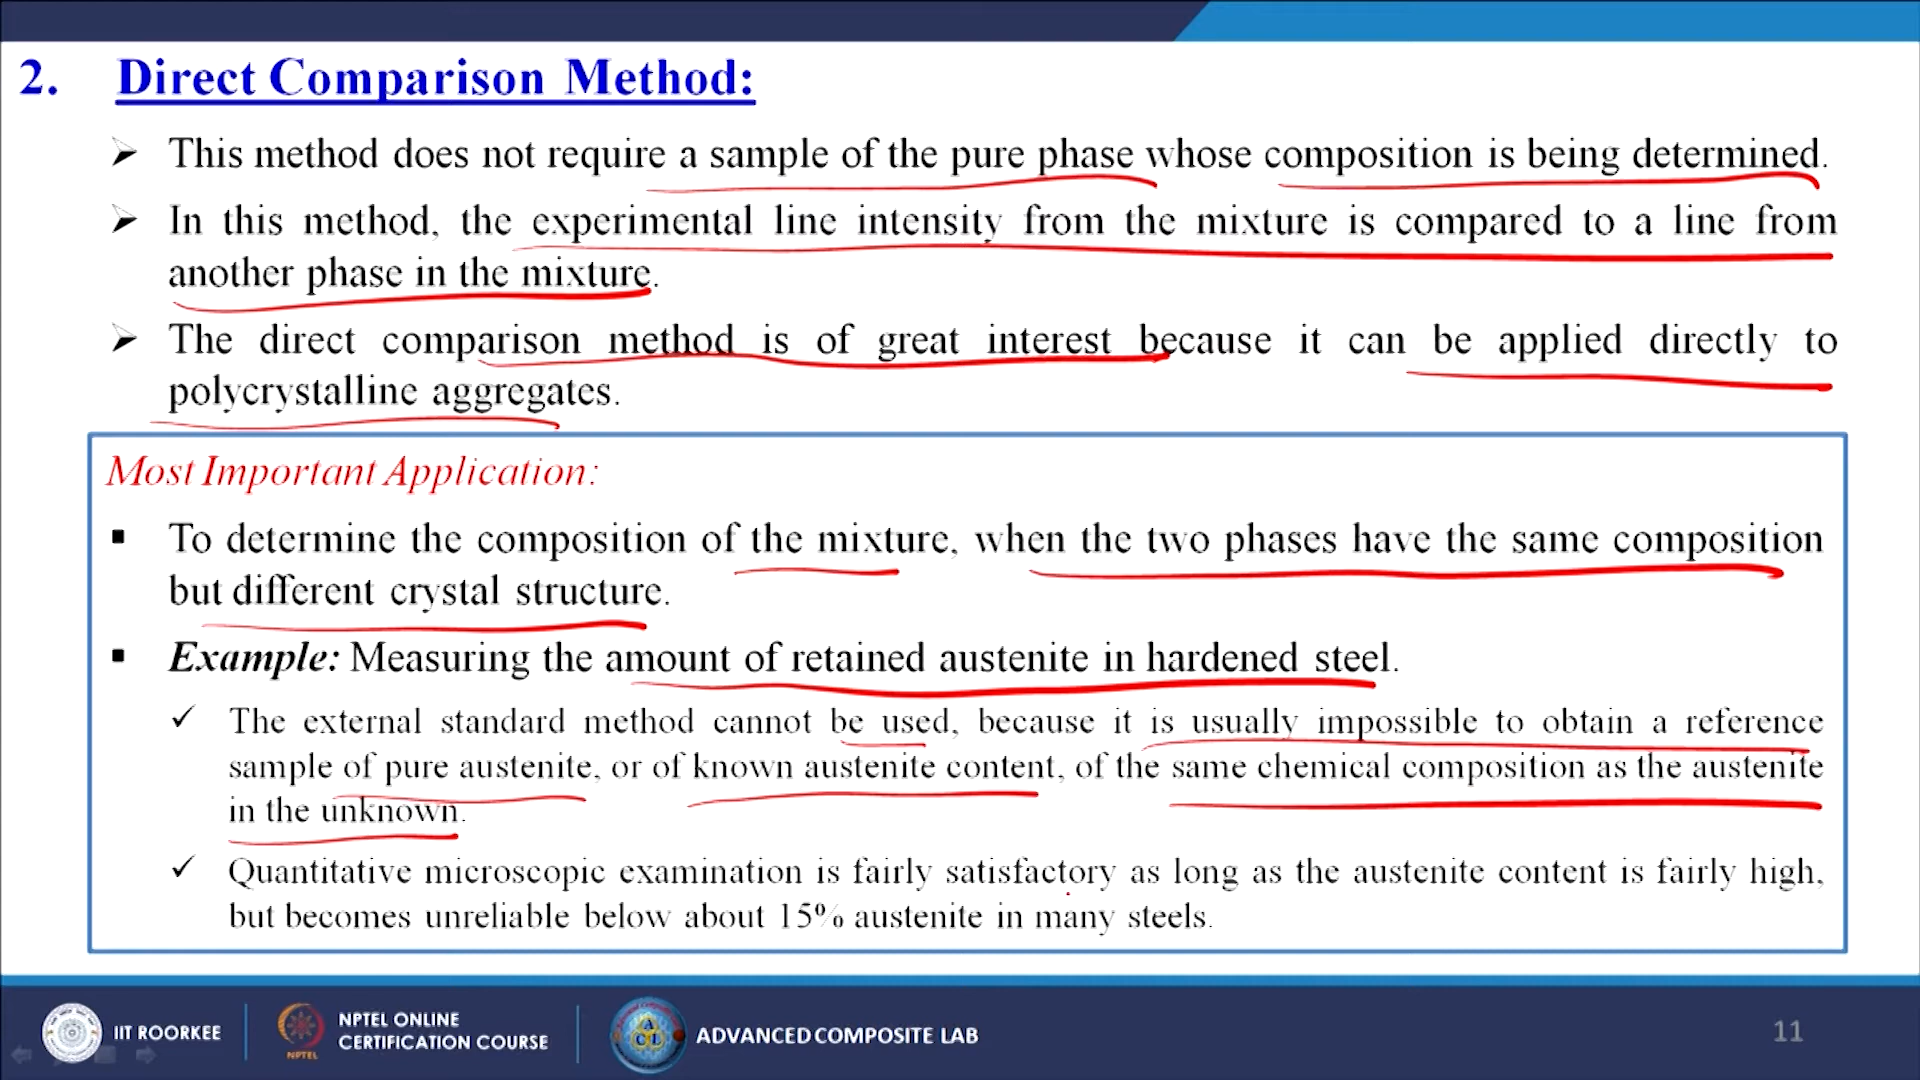 2. Direct Comparison Method:
➢ This method does not require a sample of the pure phase whose composition is being determined.
➢ In this method, the experimental line intensity from the mixture is compared to a line from
another phase in the mixture.
➢ The direct comparison method is of great interest because it can be applied directly to
polycrystalline aggregates.
Most Important Application:
▪ To determine the composition of the mixture, when the two phases have the same composition
but different crystal structure.
▪ Example: Measuring the amount of retained austenite in hardened steel.
✓ The external standard method cannot be used, because it is usually impossible to obtain a reference
sample of pure austenite, or of known austenite content, of the same chemical composition as the austenite
in the unknown.
✓ Quantitative microscopic examination is fairly satisfactory as long as the austenite content is fairly high,
but becomes unreliable below about 15% austenite in many steels.
IIT ROORKEE
NPTEL
NPTEL ONLINE
CERTIFICATION COURSE
ADVANCED COMPOSITE LAB
11